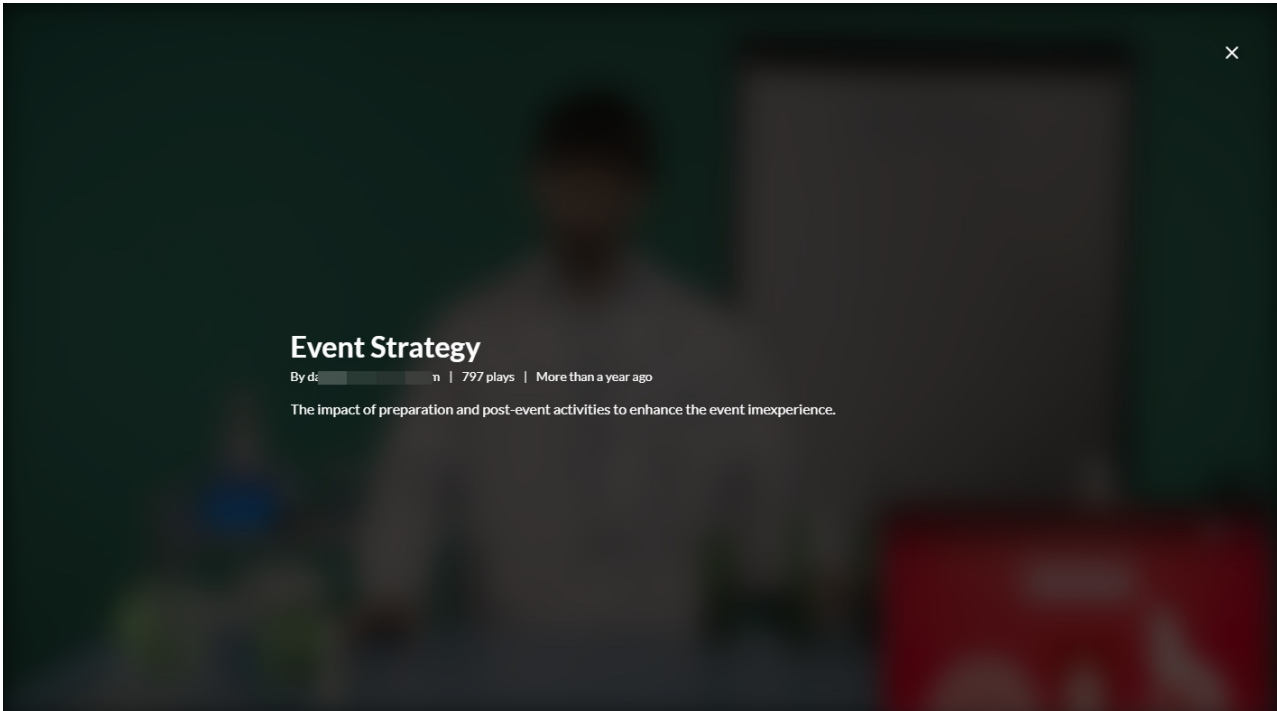 Event Strategy
By | 797 plays | More than a year ago
The impact of preparation and post-event activities to enhance the event imexperience.